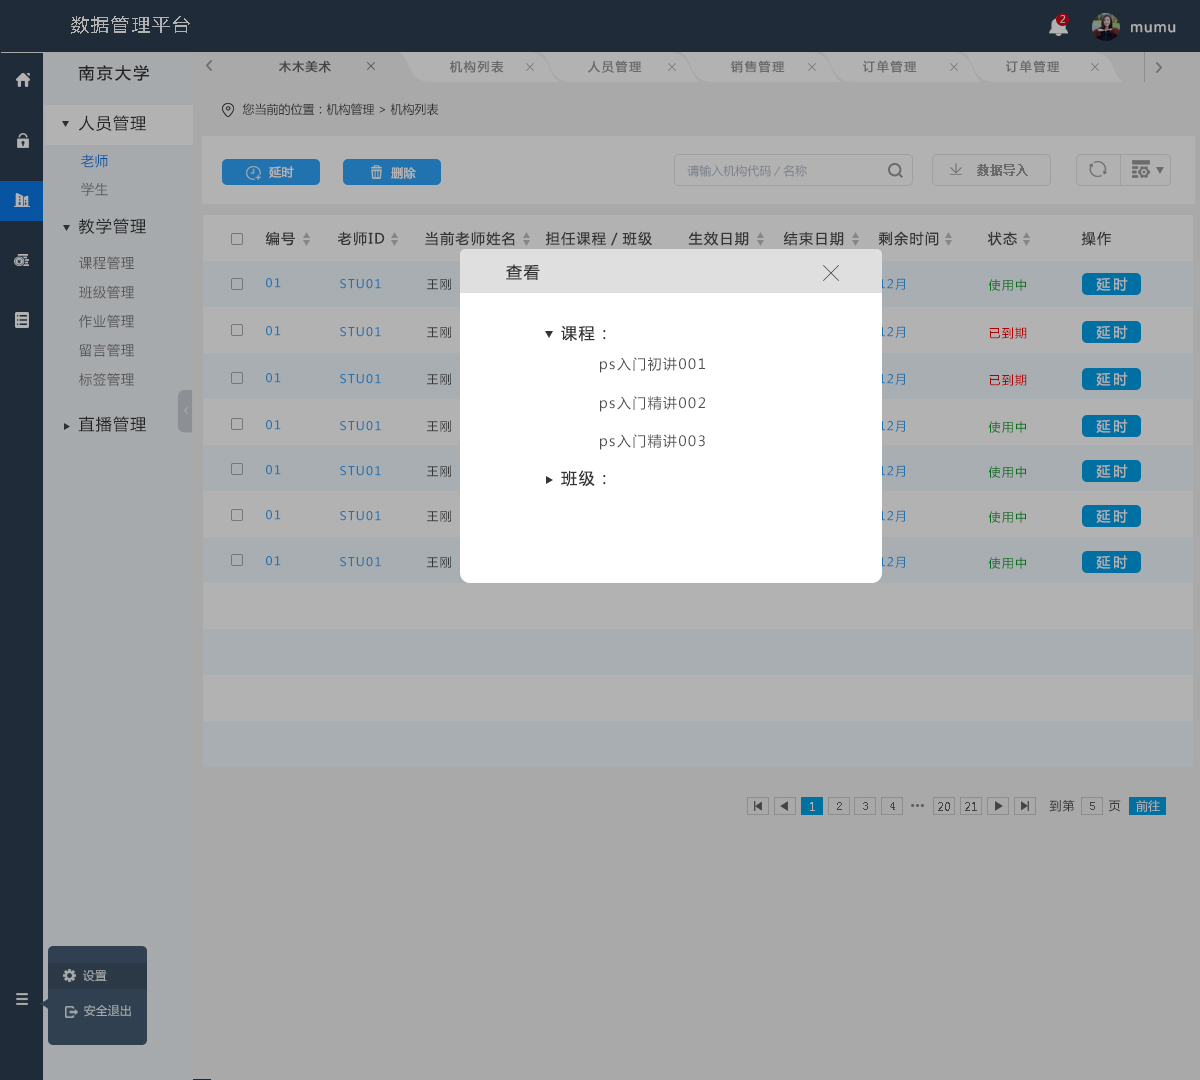 数据管理平台
2
mumu
南京大学
木木美术
机构列表
人员管理
销售管理
订单管理
订单管理
您当前的位置：机构管理 > 机构列表
人员管理
老师
学生
教学管理
课程管理
班级管理
作业管理
留言管理
标签管理
直播管理
延时
删除
请输入机构代码 / 名称
数据导入
编号 老师ID 当前老师姓名 担任课程 / 班级 生效日期 结束日期 剩余时间 状态 操作
01 STU01 王刚 12月 使用中 延时
01 STU01 王刚 12月 已到期 延时
01 STU01 王刚 12月 已到期 延时
01 STU01 王刚 12月 使用中 延时
01 STU01 王刚 12月 使用中 延时
01 STU01 王刚 12月 使用中 延时
01 STU01 王刚 12月 使用中 延时
查看
课程：
ps入门初讲001
ps入门精讲002
ps入门精讲003
班级：
1 2 3 4 ··· 20 21 到第 5 页 前往
设置
安全退出